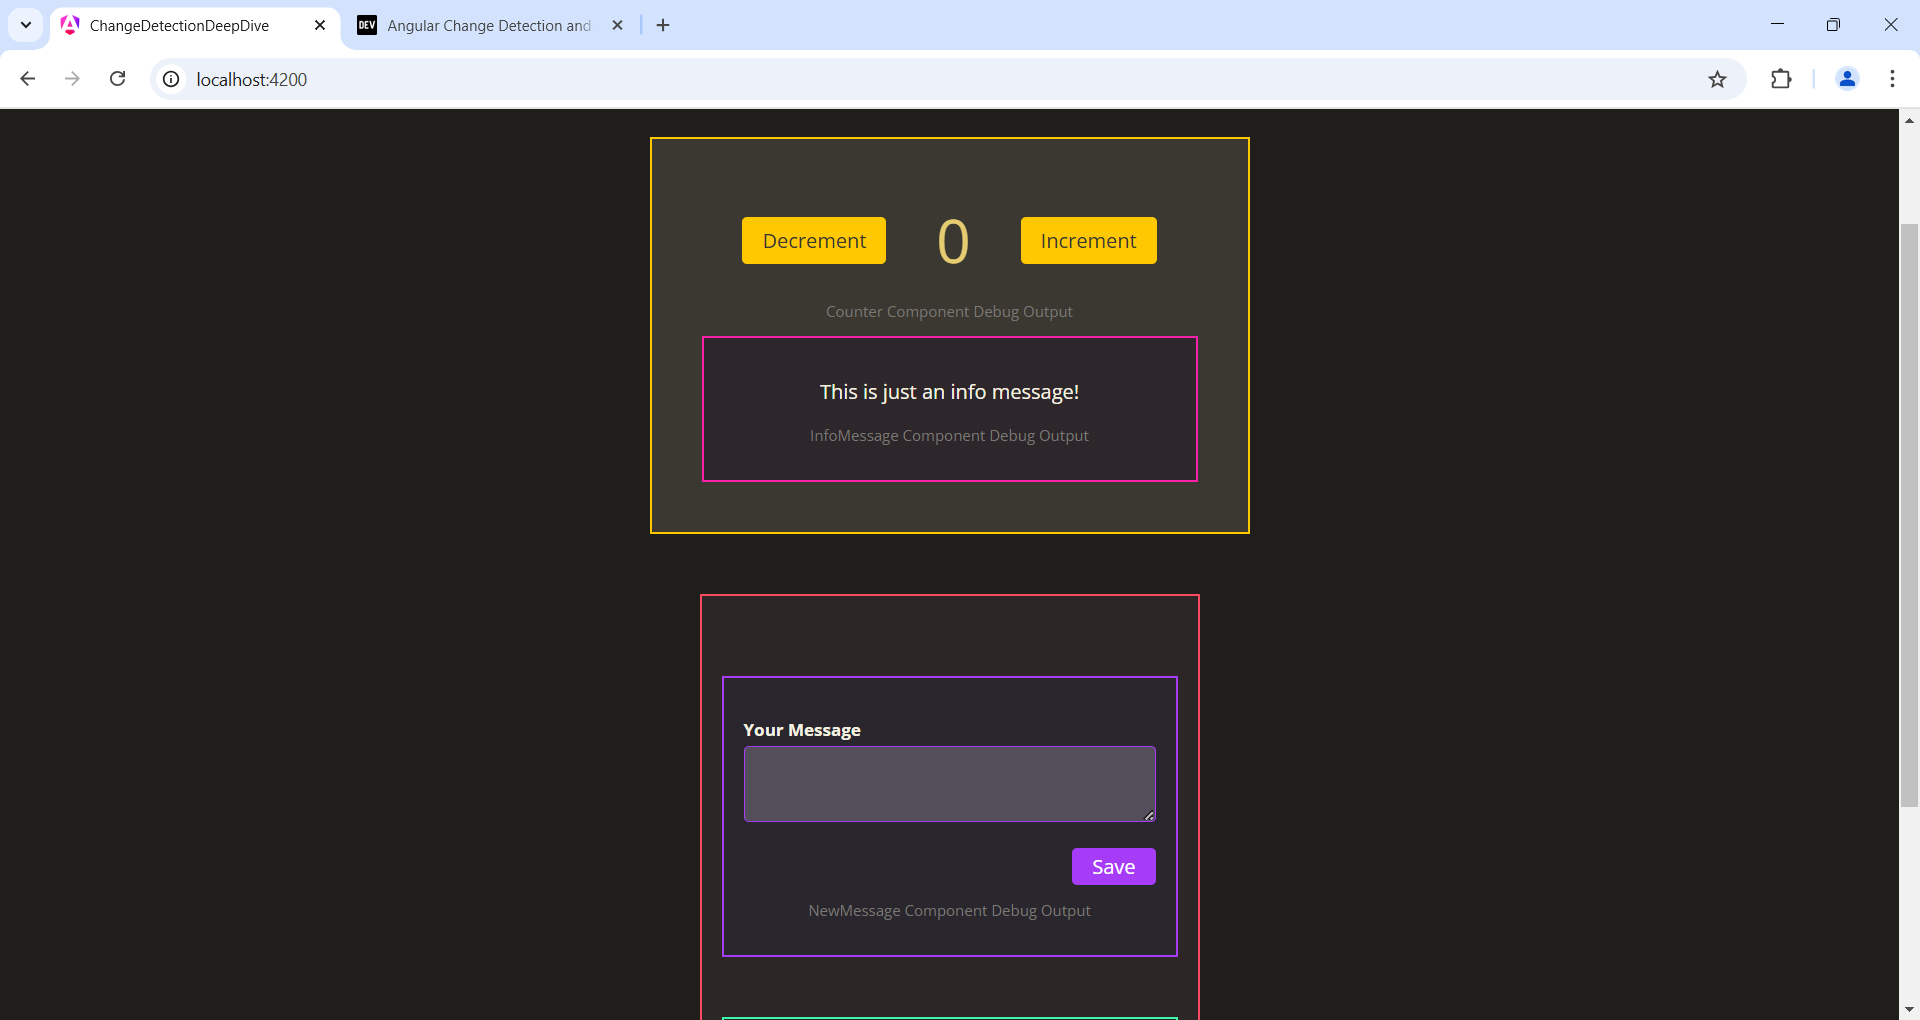 ChangeDetectionDeepDive
DEV Angular Change Detection and
localhost:4200
Decrement 0 Increment
Counter Component Debug Output
This is just an info message!
InfoMessage Component Debug Output
Your Message
Save
NewMessage Component Debug Output